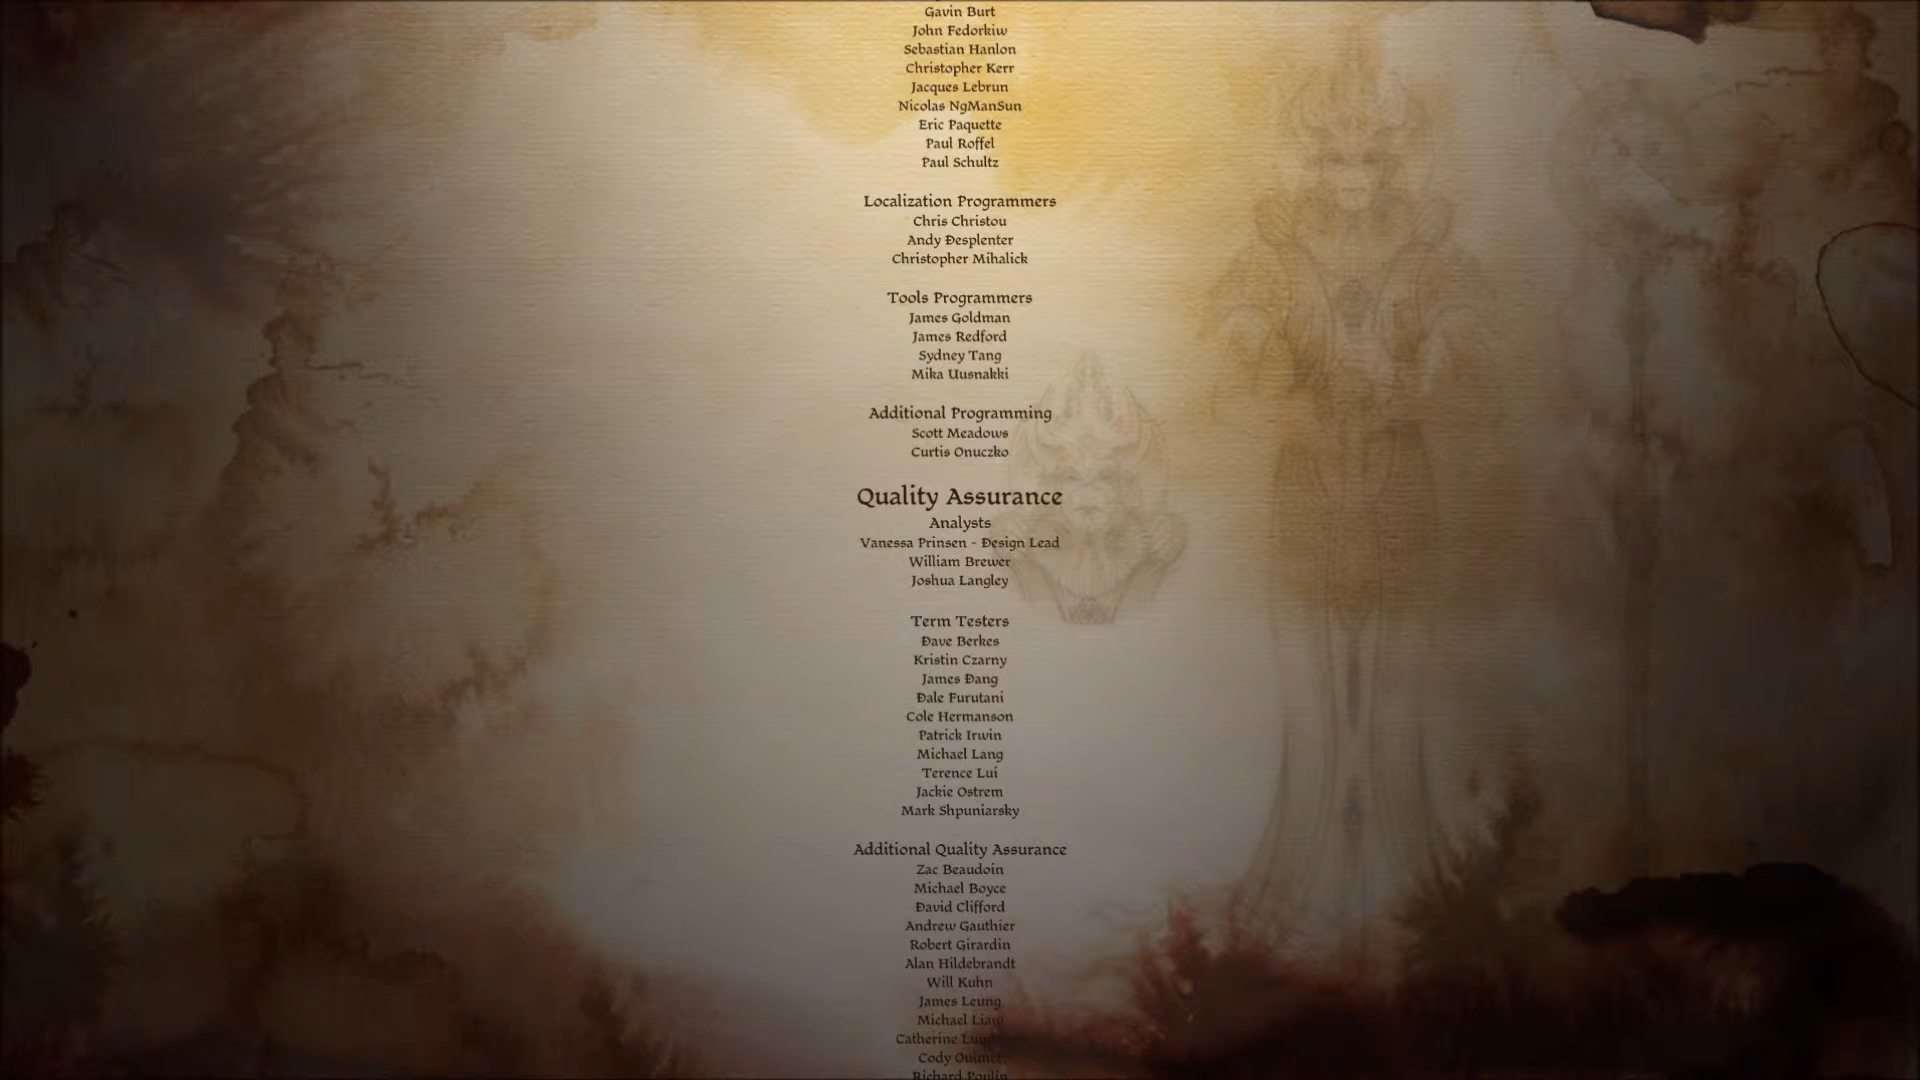 Gavin Burt
John Fedorkiw
Sebastian Hanlon
Christopher Kerr
Jacques Lebrun
Nicolas NgManSun
Eric Paquette
Paul Roffel
Paul Schultz
Localization Programmers
Chris Christou
Andy Desplenter
Christopher Mihalick
Tools Programmers
James Goldman
James Redford
Sydney Tang
Mika Uusnakki
Additional Programming
Scott Meadows
Curtis Onuczko
Quality Assurance
Analysts
Vanessa Prinsen - Design Lead
William Brewer
Joshua Langley
Term Testers
Dave Berkes
Kristin Czarny
James Dang
Dale Furutani
Cole Hermanson
Patrick Irwin
Michael Lang
Terence Lui
Jackie Ostrem
Mark Shpuniarsky
Additional Quality Assurance
Zac Beaudoin
Michael Boyce
David Clifford
Andrew Gauthier
Robert Girardin
Alan Hildebrandt
Will Kuhn
James Leung
Michael Liaw
Catherine
Cody Ouimet
Richard Poulin